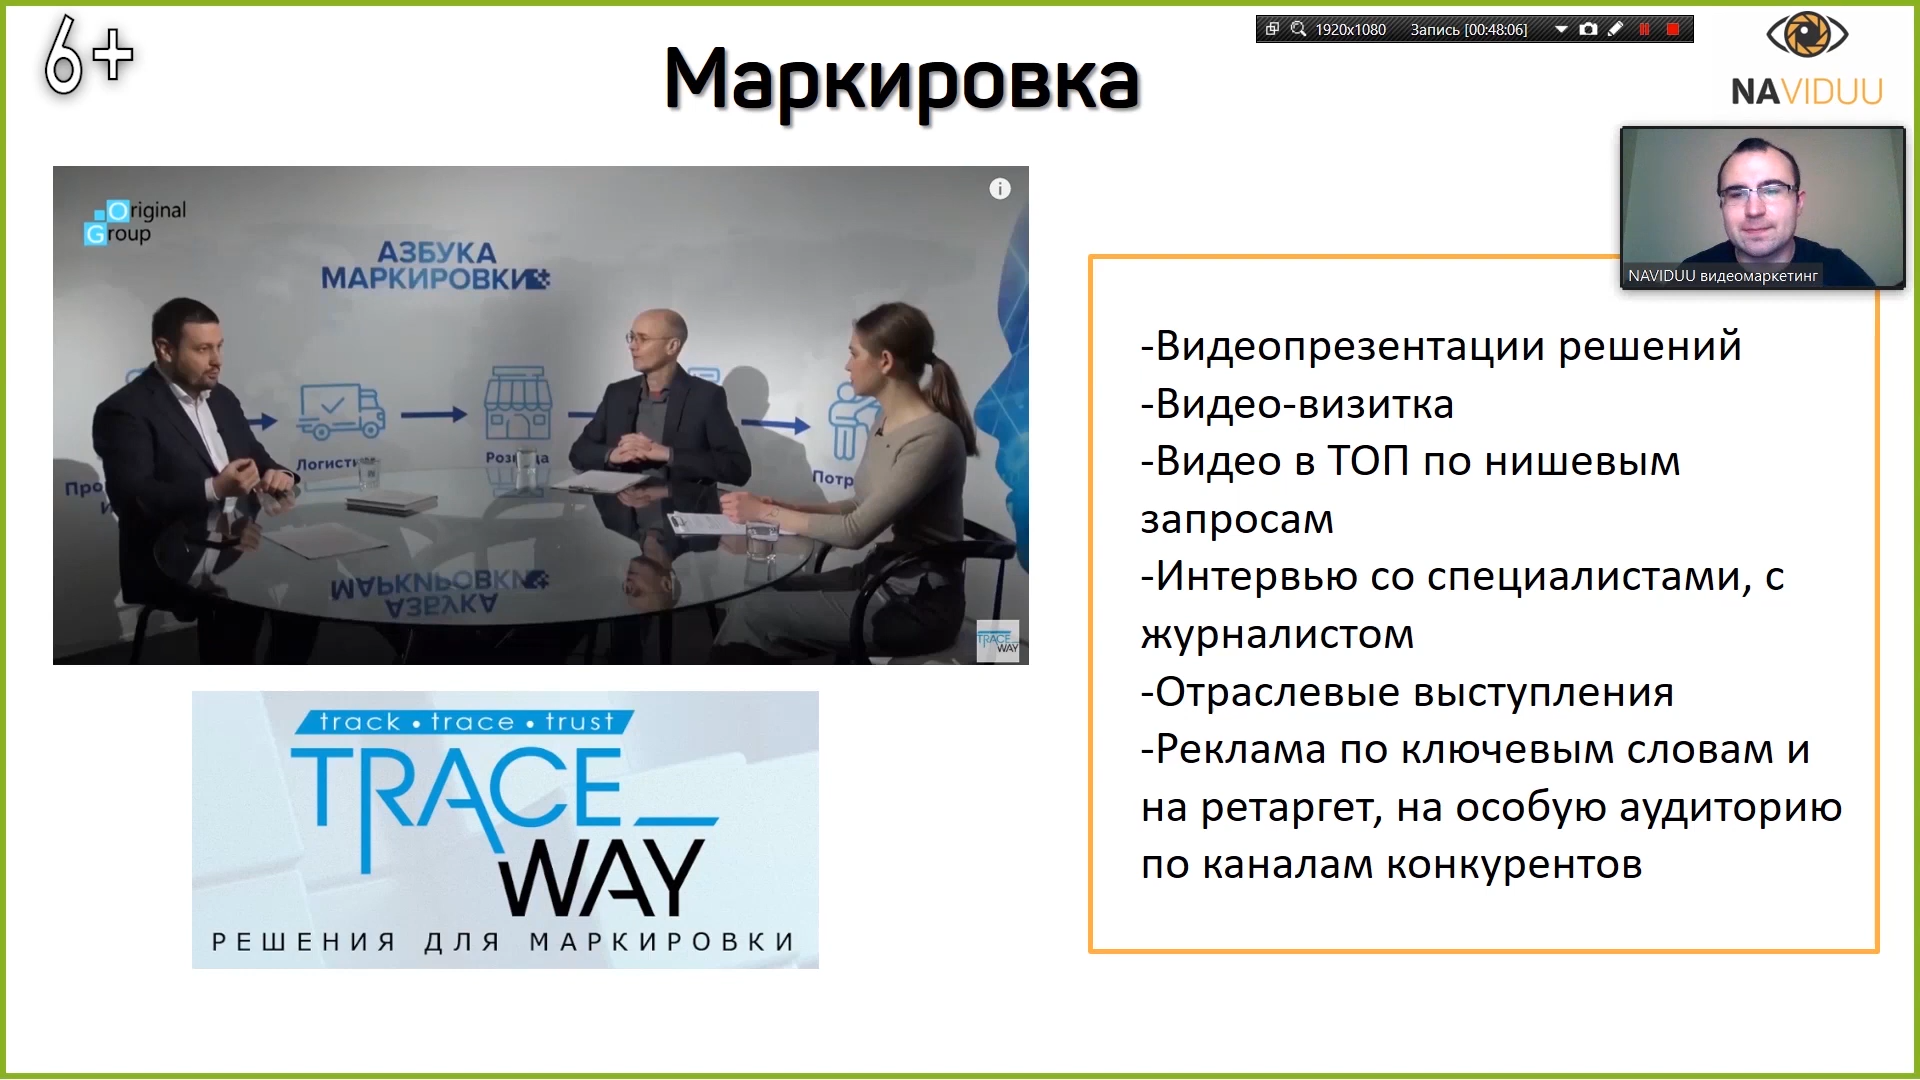 6+
1920x1080 Запись [00:48:06]
NAVIDUU
Маркировка
NAVIDUU видеомаркетинг
Original
Group
АЗБУКА
МАРКИРОВКИ
Логисти
Потр
TRACE
WAY
-Видеопрезентации решений
-Видео-визитка
-Видео в ТОП по нишевым
запросам
-Интервью со специалистами, с
журналистом
-Отраслевые выступления
-Реклама по ключевым словам и
на ретаргет, на особую аудиторию
по каналам конкурентов
track • trace • trust
TRACE_
WAY
РЕШЕНИЯ ДЛЯ МАРКИРОВКИ